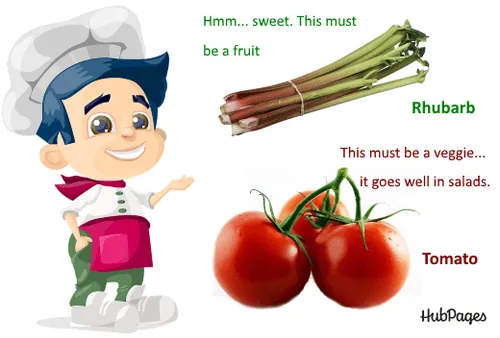 Hmm... sweet. This must
be a fruit
Rhubarb
This must be a veggie...
it goes well in salads.
Tomato
HubPages